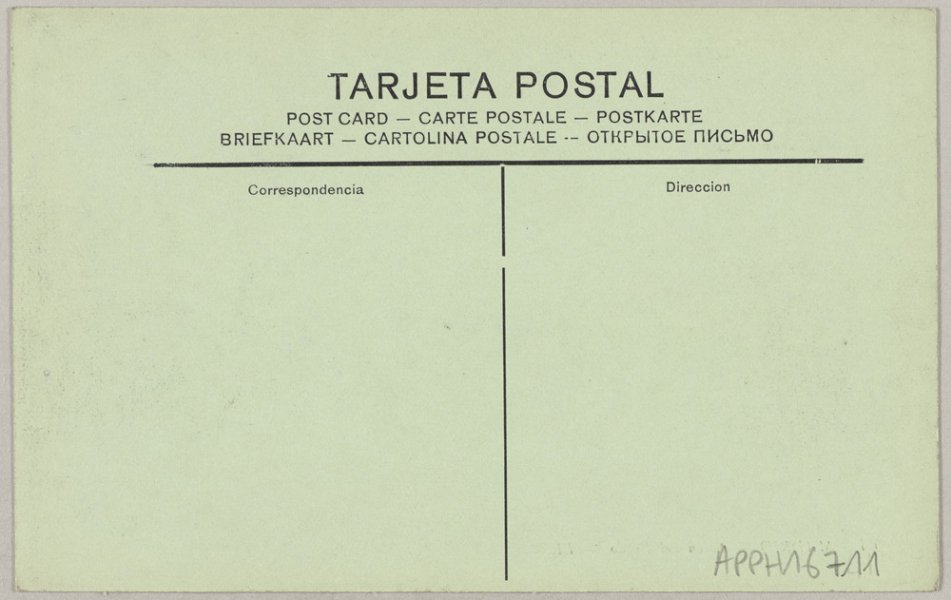 TARJETA POSTAL
POST CARD — CARTE POSTALE — POSTKARTE
BRIEFKAART — CARTOLINA POSTALE -- ОТКРЫТОЕ ПИСЬМО
Correspondencia
Direccion
APPH16711